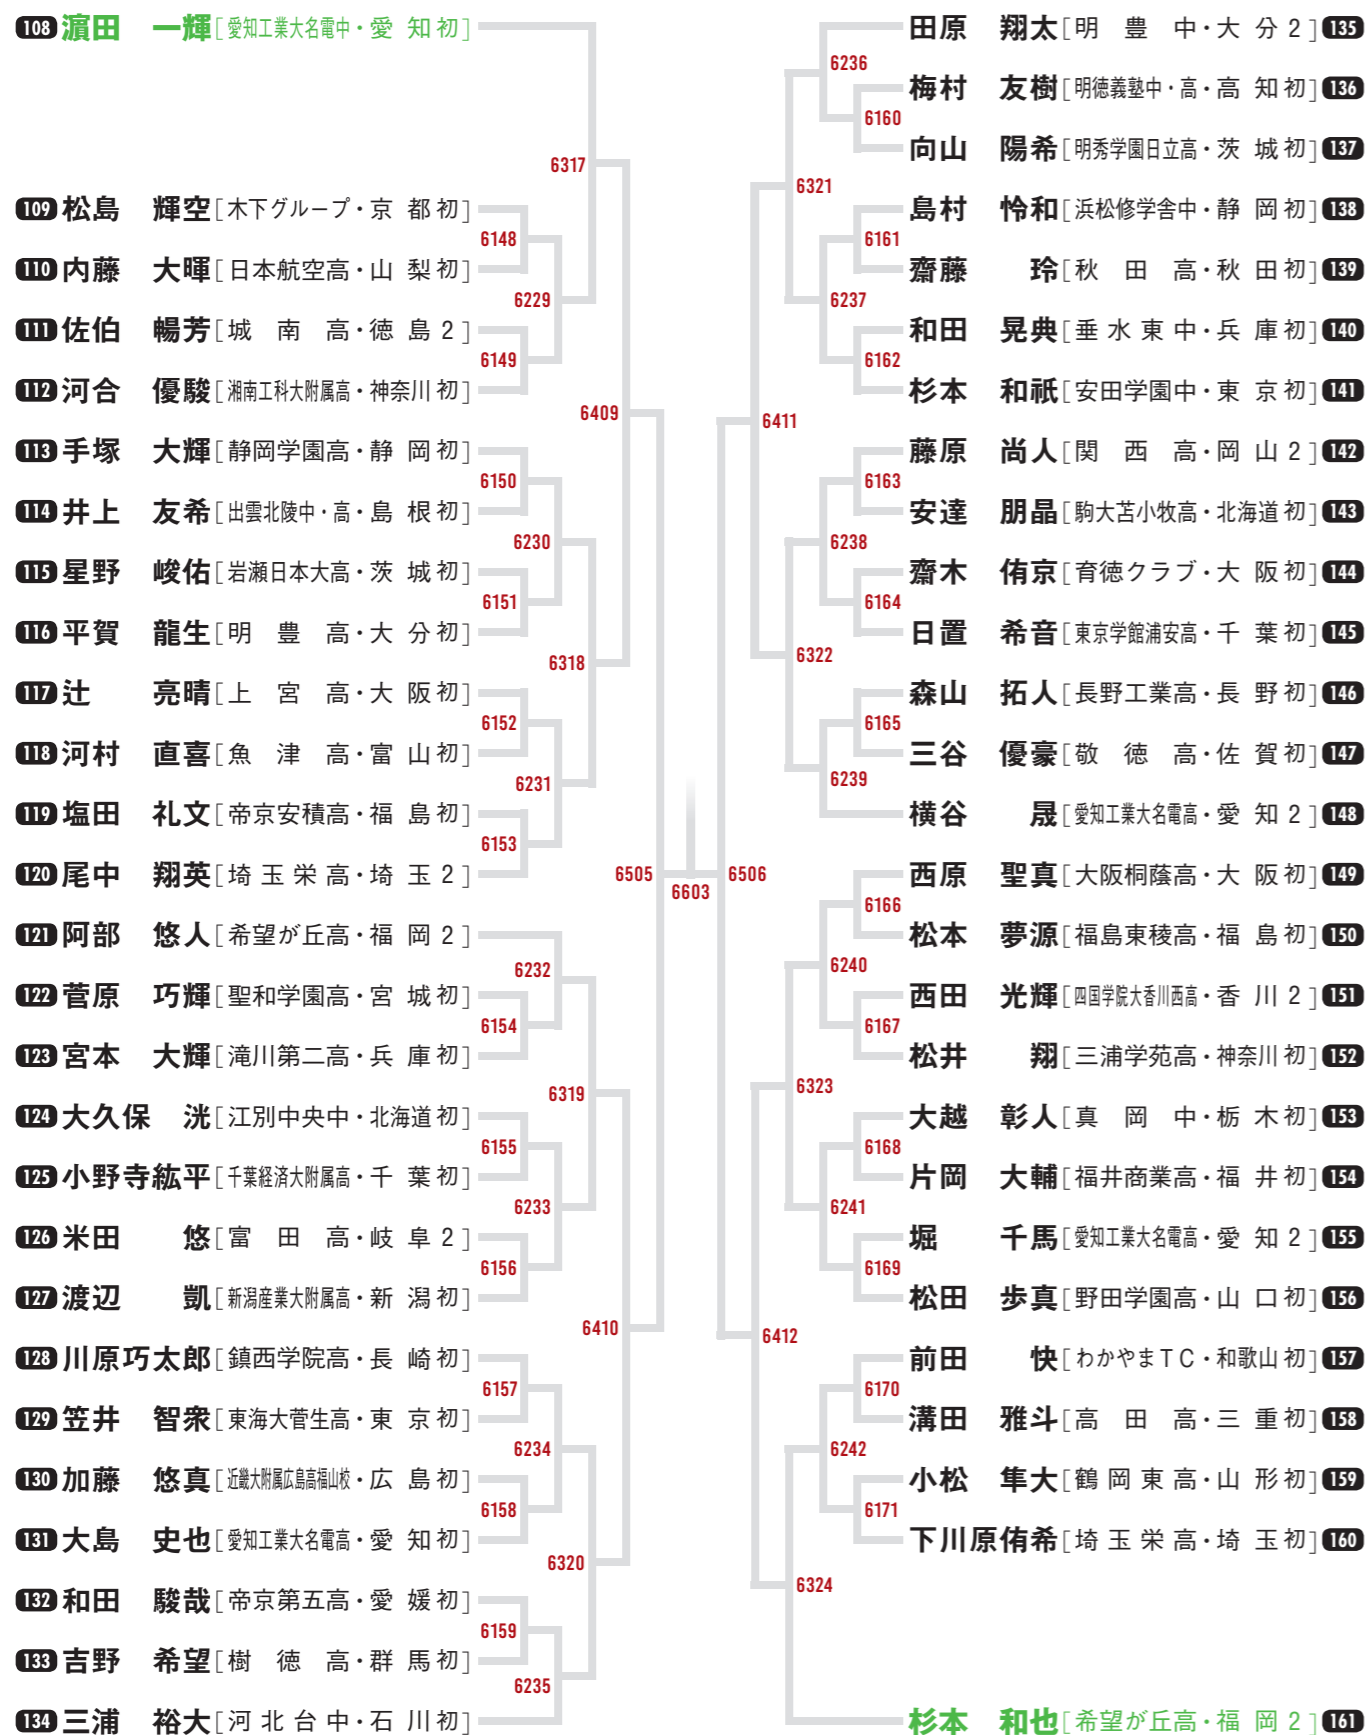 108 濵田 一輝 [愛知工業大名電中・愛知初]
6317
109 松島 輝空 [木下グループ・京都初]
6148
110 内藤 大暉 [日本航空高・山梨初]
6229
111 佐伯 暢芳 [城南高・徳島2]
6149
112 河合 優駿 [湘南工科大附属高・神奈川初]
6409
113 手塚 大輝 [静岡学園高・静岡初]
6150
114 井上 友希 [出雲北陵中・高・島根初]
6230
115 星野 峻佑 [岩瀬日本大高・茨城初]
6151
116 平賀 龍生 [明豊高・大分初]
6318
117 辻 亮晴 [上宮高・大阪初]
6152
118 河村 直喜 [魚津高・富山初]
6231
119 塩田 礼文 [帝京安積高・福島初]
6153
120 尾中 翔英 [埼玉栄高・埼玉2]
6505
121 阿部 悠人 [希望が丘高・福岡2]
6232
122 菅原 巧輝 [聖和学園高・宮城初]
6154
123 宮本 大輝 [滝川第二高・兵庫初]
6319
124 大久保 洸 [江別中央中・北海道初]
6155
125 小野寺紘平 [千葉経済大附属高・千葉初]
6233
126 米田 悠 [富田高・岐阜2]
6156
127 渡辺 凱 [新潟産業大附属高・新潟初]
6410
128 川原巧太郎 [鎮西学院高・長崎初]
6157
129 笠井 智衆 [東海大菅生高・東京初]
6234
130 加藤 悠真 [近畿大附属広島高福山校・広島初]
6158
131 大島 史也 [愛知工業大名電高・愛知初]
6320
132 和田 駿哉 [帝京第五高・愛媛初]
6159
133 吉野 希望 [樹徳高・群馬初]
6235
134 三浦 裕大 [河北台中・石川初]
6603
田原 翔太 [明豊中・大分2] 135
6236
梅村 友樹 [明徳義塾中・高・高知初] 136
6160
向山 陽希 [明秀学園日立高・茨城初] 137
6321
島村 怜和 [浜松修学舎中・静岡初] 138
6161
齋藤 玲 [秋田高・秋田初] 139
6237
和田 晃典 [垂水東中・兵庫初] 140
6162
杉本 和祇 [安田学園中・東京初] 141
6411
藤原 尚人 [関西高・岡山2] 142
6163
安達 朋晶 [駒大苫小牧高・北海道初] 143
6238
齋木 侑京 [育徳クラブ・大阪初] 144
6164
日置 希音 [東京学館浦安高・千葉初] 145
6322
森山 拓人 [長野工業高・長野初] 146
6165
三谷 優豪 [敬徳高・佐賀初] 147
6239
横谷 晟 [愛知工業大名電高・愛知2] 148
6506
西原 聖真 [大阪桐蔭高・大阪初] 149
6166
松本 夢源 [福島東稜高・福島初] 150
6240
西田 光輝 [四国学院大香川西高・香川2] 151
6167
松井 翔 [三浦学苑高・神奈川初] 152
6323
大越 彰人 [真岡中・栃木初] 153
6168
片岡 大輔 [福井商業高・福井初] 154
6241
堀 千馬 [愛知工業大名電高・愛知2] 155
6169
松田 歩真 [野田学園高・山口初] 156
6412
前田 快 [わかやまTC・和歌山初] 157
6170
溝田 雅斗 [高田高・三重初] 158
6242
小松 隼大 [鶴岡東高・山形初] 159
6171
下川原侑希 [埼玉栄高・埼玉初] 160
6324
杉本 和也 [希望が丘高・福岡2] 161